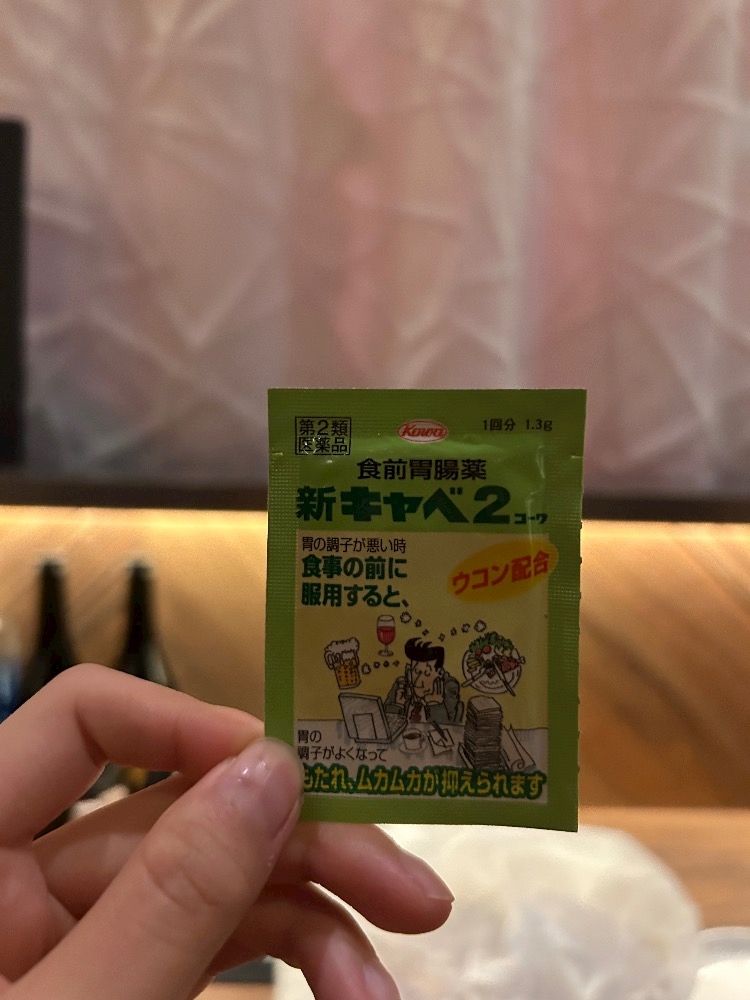 第2類
医薬品
Kowa
1回分 1.3g
食前胃腸薬
新キャベ2コーワ
胃の調子が悪い時
食事の前に
服用すると、
ウコン配合
胃の
調子がよくなって
もたれ、ムカムカが抑えられます